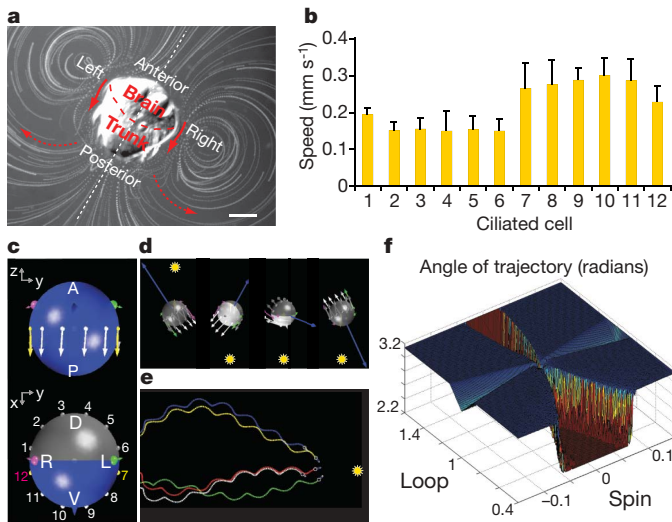 a
Anterior
Left
Brain
Trunk
Right
Posterior
b
Speed (mm s⁻¹)
0.4
0.3
0.2
0.1
0
1 2 3 4 5 6 7 8 9 10 11 12
Ciliated cell
c
z
y
A
P
x
y
3 4
2 5
D
1 6
R L
12 7
V
11 8
10 9
d
e
f
Angle of trajectory (radians)
3.2
2.2
1.4
1
0.4
Loop
−0.1
0
0.1
Spin